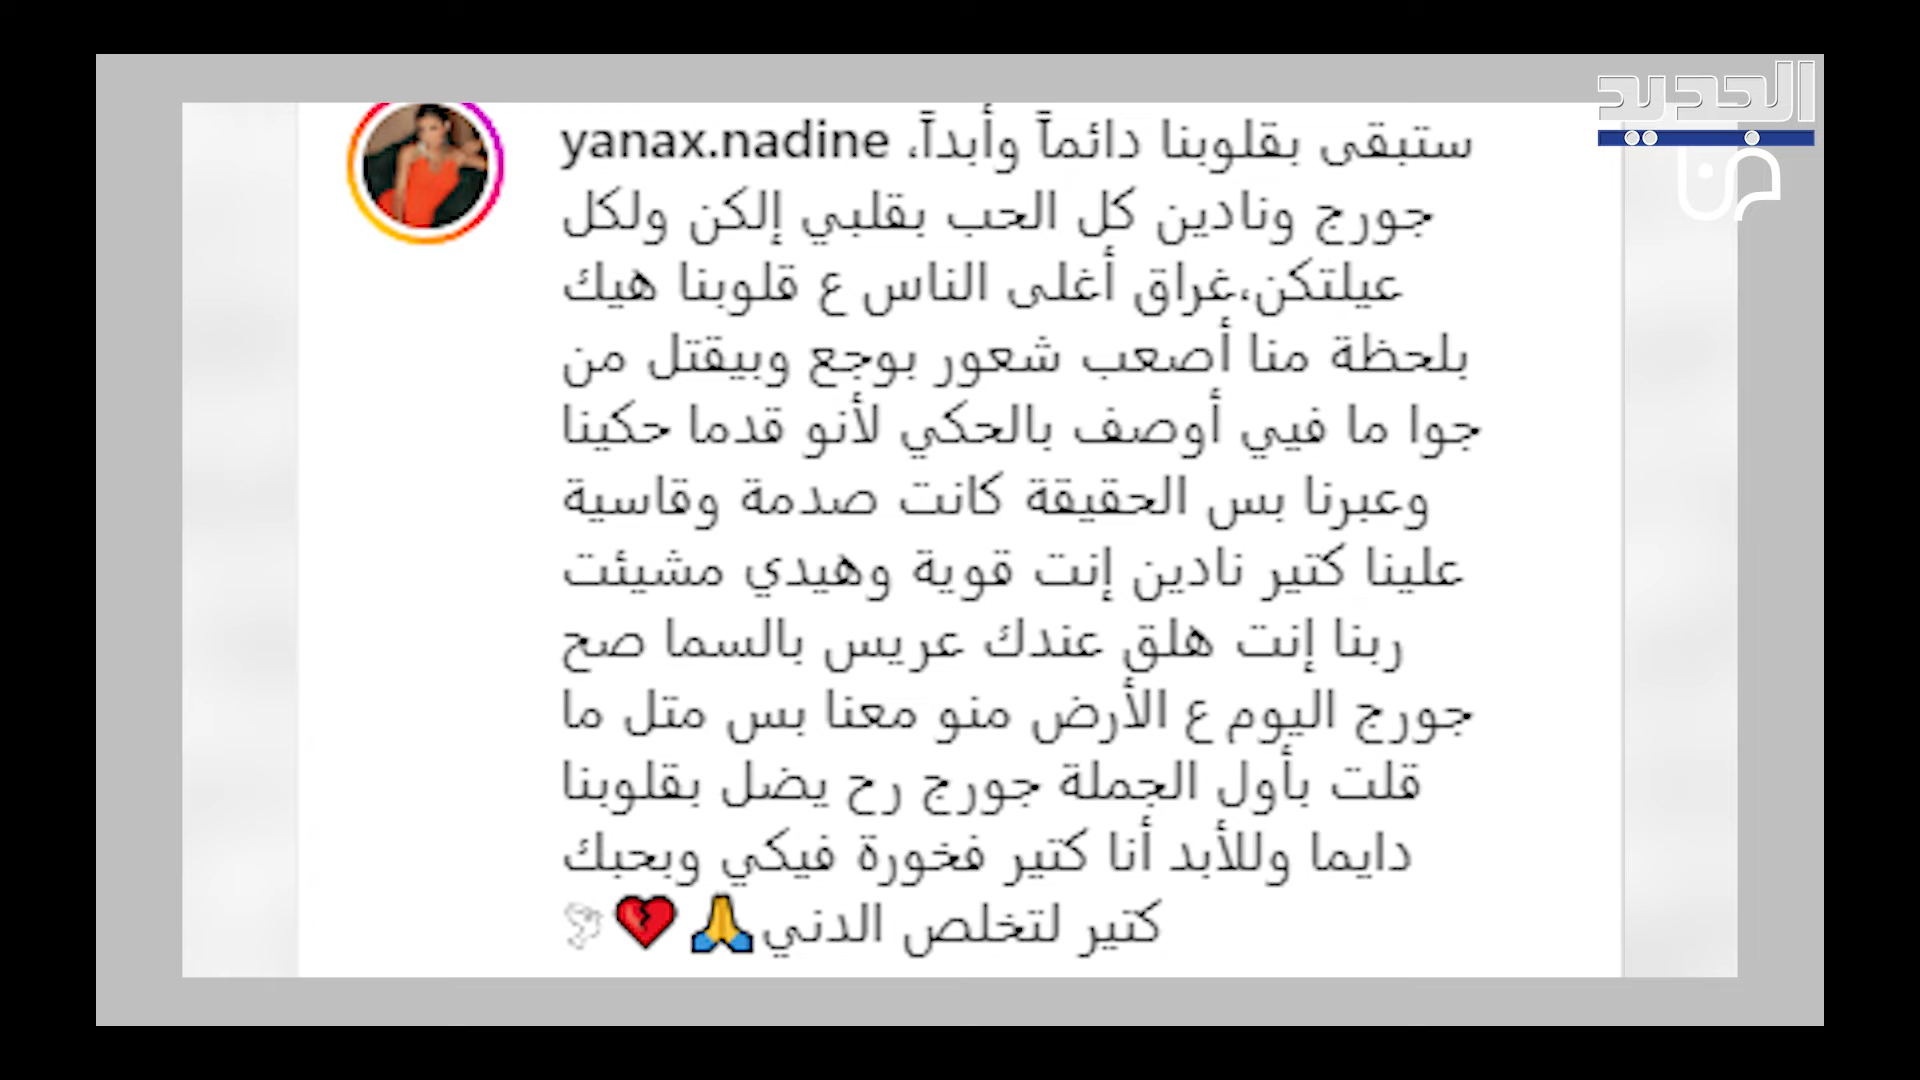 الجديد
yanax.nadine ستبقى بقلوبنا دائماً وأبداً،
جورج ونادين كل الحب بقلبي إلكن ولكل
عيلتكن،غراق أغلى الناس ع قلوبنا هيك
بلحظة منا أصعب شعور بوجع وبيقتل من
جوا ما فيي أوصف بالحكي لأنو قدما حكينا
وعبرنا بس الحقيقة كانت صدمة وقاسية
علينا كتير نادين إنت قوية وهيدي مشيئت
ربنا إنت هلق عندك عريس بالسما صح
جورج اليوم ع الأرض منو معنا بس متل ما
قلت بأول الجملة جورج رح يضل بقلوبنا
دايما وللأبد أنا كتير فخورة فيكي وبحبك
كتير لتخلص الدني🙏💔🕊